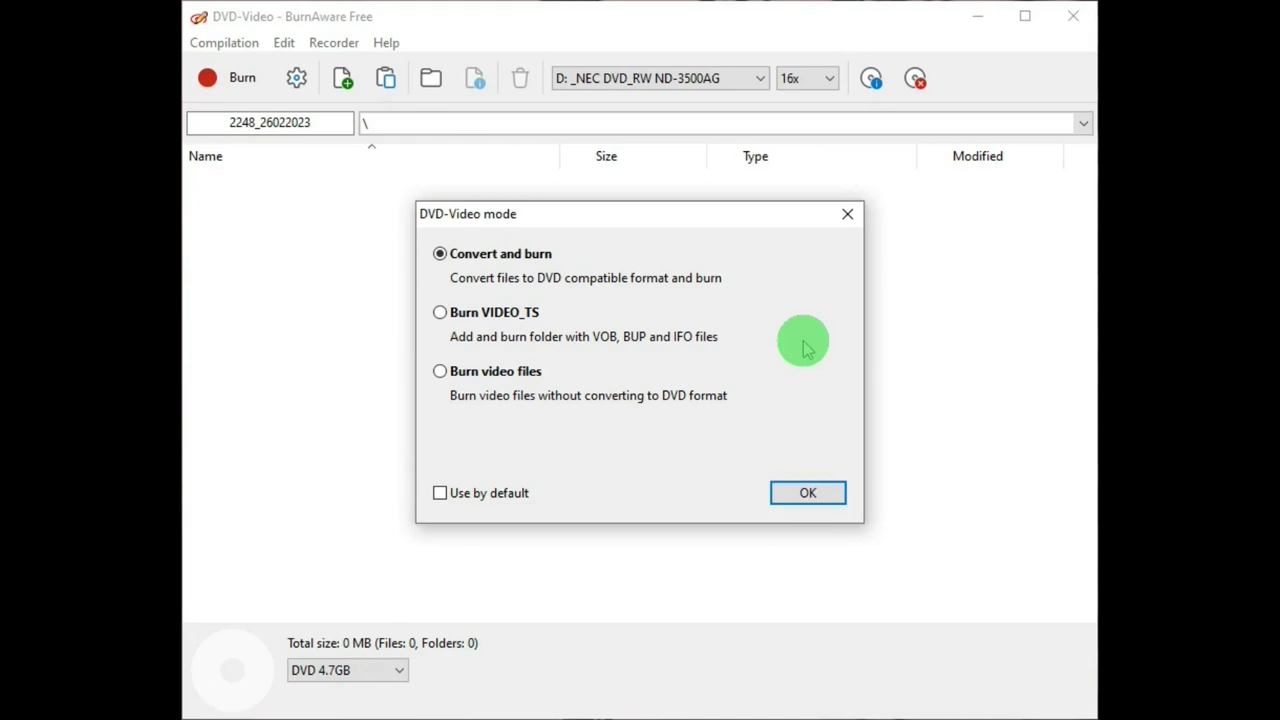 DVD-Video - BurnAware Free
Compilation Edit Recorder Help
Burn D: _NEC DVD_RW ND-3500AG 16x
2248_26022023 \
Name Size Type Modified
DVD-Video mode
Convert and burn
Convert files to DVD compatible format and burn
Burn VIDEO_TS
Add and burn folder with VOB, BUP and IFO files
Burn video files
Burn video files without converting to DVD format
Use by default OK
Total size: 0 MB (Files: 0, Folders: 0)
DVD 4.7GB